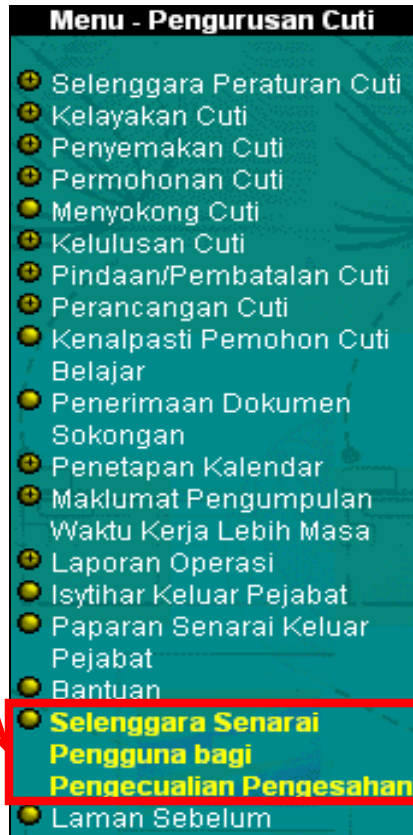 Menu - Pengurusan Cuti
Selenggara Peraturan Cuti
Kelayakan Cuti
Penyemakan Cuti
Permohonan Cuti
Menyokong Cuti
Kelulusan Cuti
Pindaan/Pembatalan Cuti
Perancangan Cuti
Kenalpasti Pemohon Cuti
Belajar
Penerimaan Dokumen
Sokongan
Penetapan Kalendar
Maklumat Pengumpulan
Waktu Kerja Lebih Masa
Laporan Operasi
Isytihar Keluar Pejabat
Paparan Senarai Keluar
Pejabat
Bantuan
Selenggara Senarai
Pengguna bagi
Pengecualian Pengesahan
Laman Sebelum